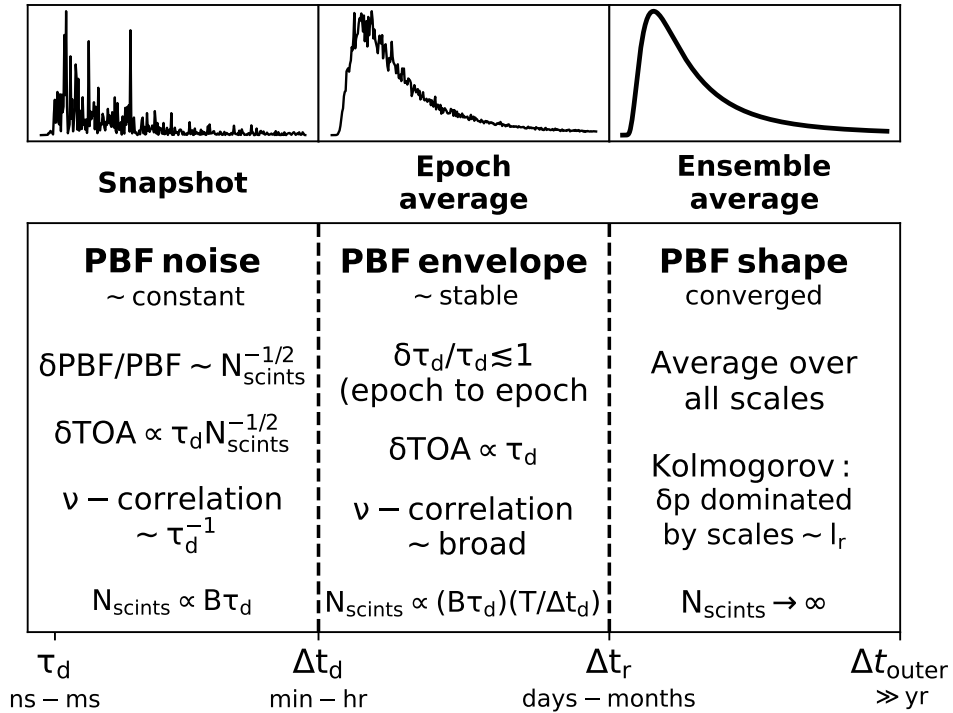 Snapshot
Epoch
average
Ensemble
average
PBF noise
~ constant
δPBF/PBF ~ N_scints^−1/2
δTOA ∝ τ_d N_scints^−1/2
ν − correlation
~ τ_d^−1
N_scints ∝ Bτ_d
PBF envelope
~ stable
δτ_d/τ_d ≲ 1
(epoch to epoch
δTOA ∝ τ_d
ν − correlation
~ broad
N_scints ∝ (Bτ_d)(T/Δt_d)
PBF shape
converged
Average over
all scales
Kolmogorov :
δp dominated
by scales ~ l_r
N_scints → ∞
τ_d
ns − ms
Δt_d
min − hr
Δt_r
days − months
Δt_outer
≫ yr